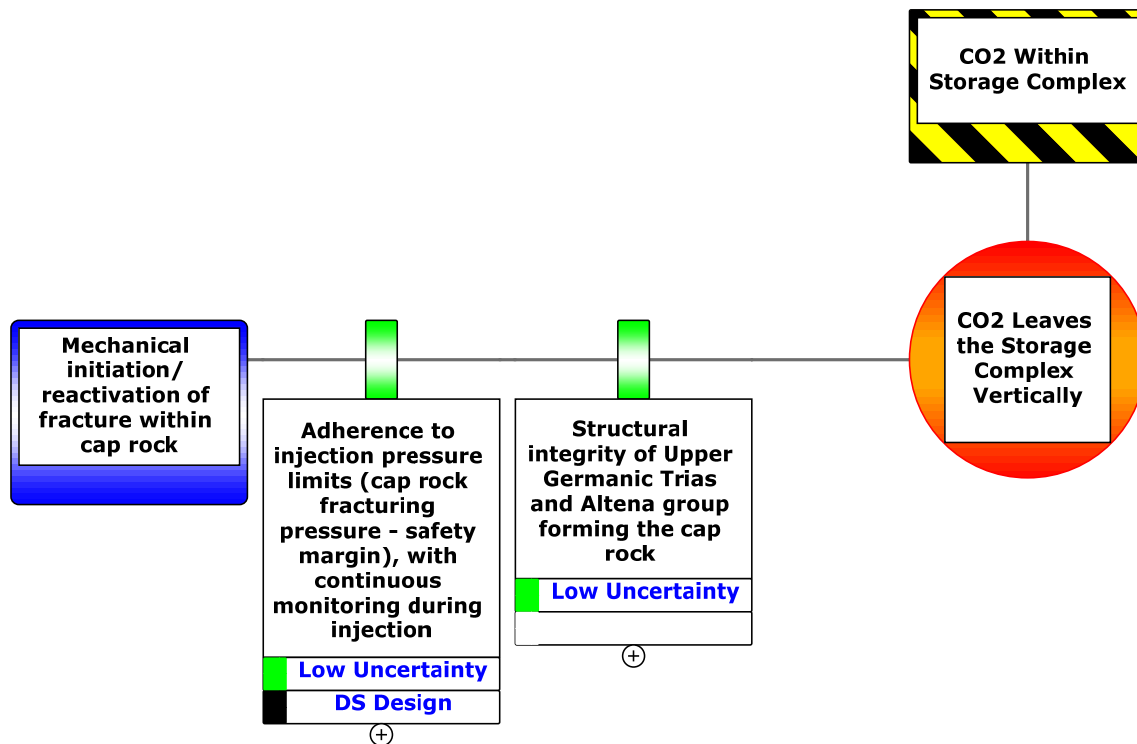 CO2 Within
Storage Complex
Mechanical
initiation/
reactivation of
fracture within
cap rock
Adherence to
injection pressure
limits (cap rock
fracturing
pressure - safety
margin), with
continuous
monitoring during
injection
Low Uncertainty
DS Design
Structural
integrity of Upper
Germanic Trias
and Altena group
forming the cap
rock
Low Uncertainty
CO2 Leaves
the Storage
Complex
Vertically